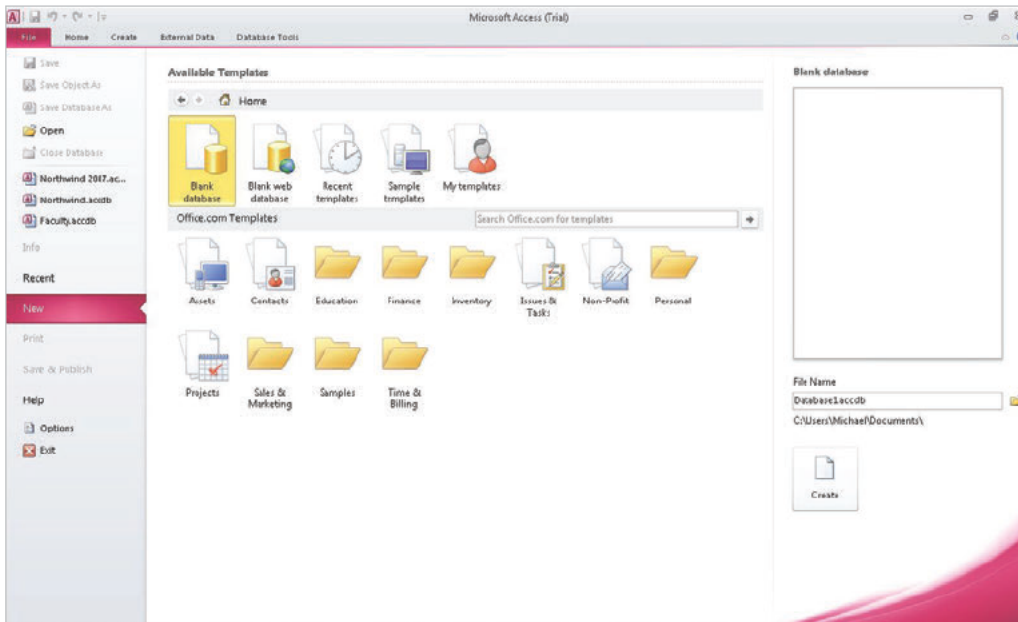 Microsoft Access (Trial)
File Home Create External Data Database Tools
Save
Save Object As
Save Database As
Open
Close Database
Northwind 2007.ac...
Northwind.accdb
Faculty.accdb
Info
Recent
New
Print
Save & Publish
Help
Options
Exit
Available Templates
Home
Blank database
Blank web database
Recent templates
Sample templates
My templates
Office.com Templates
Search Office.com for templates
Assets
Contacts
Education
Finance
Inventory
Issues & Tasks
Non-Profit
Personal
Projects
Sales & Marketing
Samples
Time & Billing
Blank database
File Name
Database1.accdb
C:\Users\Michael\Documents\
Create